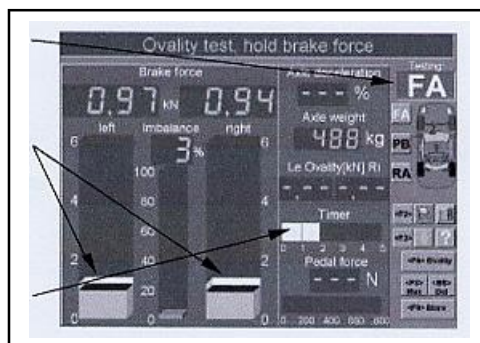 Ovality test, hold brake force
Testing:
FA
Brake force
0.97 kN 0.94
left Imbalance right
3 %
Axle deceleration
- - - %
Axle weight
488 kg
Le Ovality[kN] Ri
-.---.-
Timer
0 1 2 3 4 5
Pedal force
- - - N
0 200 400 600 800
6 6
4 4
2 2
0 0
100
80
60
40
20
0
FA
PB
RA
?
Ovality
Store